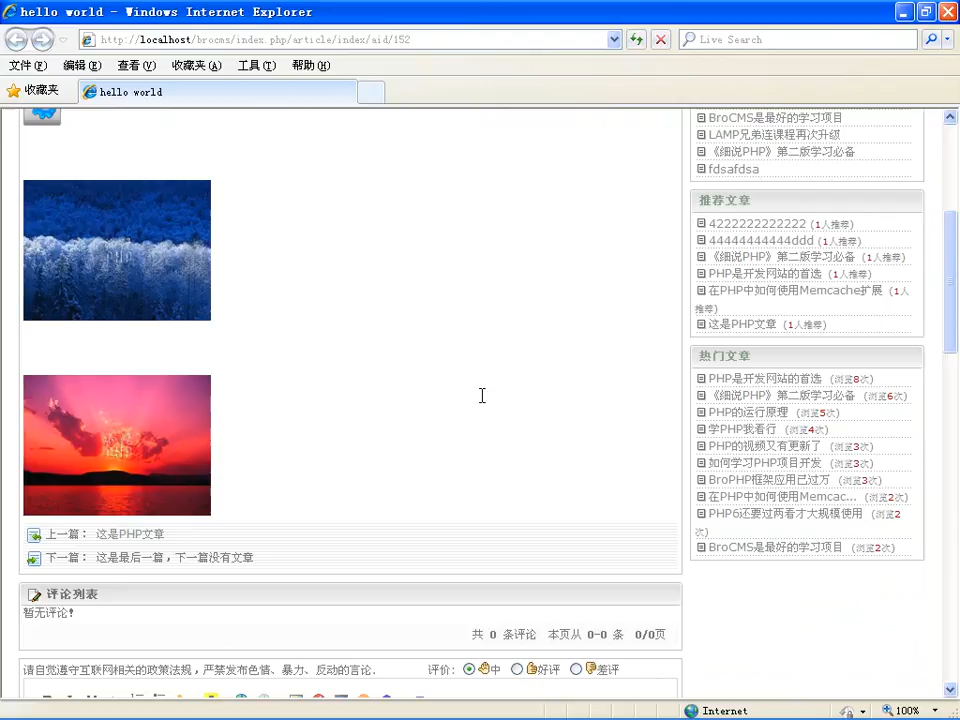 hello world - Windows Internet Explorer
http://localhost/brocms/index.php/article/index/aid/152
Live Search
文件(F) 编辑(E) 查看(V) 收藏夹(A) 工具(T) 帮助(H)
收藏夹
hello world
BroCMS是最好的学习项目
LAMP兄弟连课程再次升级
《细说PHP》第二版学习必备
fdsafdsa
推荐文章
4222222222222 (1人推荐)
44444444444ddd (1人推荐)
《细说PHP》第二版学习必备 (1人推荐)
PHP是开发网站的首选 (1人推荐)
在PHP中如何使用Memcache扩展 (1人
推荐)
这是PHP文章 (1人推荐)
热门文章
PHP是开发网站的首选 (浏览8次)
《细说PHP》第二版学习必备 (浏览6次)
PHP的运行原理 (浏览5次)
学PHP我看行 (浏览4次)
PHP的视频又有更新了 (浏览3次)
如何学习PHP项目开发 (浏览3次)
BroPHP框架应用已过万 (浏览3次)
在PHP中如何使用Memcac... (浏览2次)
PHP6还要过两看才大规模使用 (浏览2
次)
BroCMS是最好的学习项目 (浏览2次)
上一篇： 这是PHP文章
下一篇： 这是最后一篇，下一篇没有文章
评论列表
暂无评论!
共 0 条评论 本页从 0-0 条 0/0页
请自觉遵守互联网相关的政策法规，严禁发布色情、暴力、反动的言论.
评价： 中 好评 差评
Internet
100%